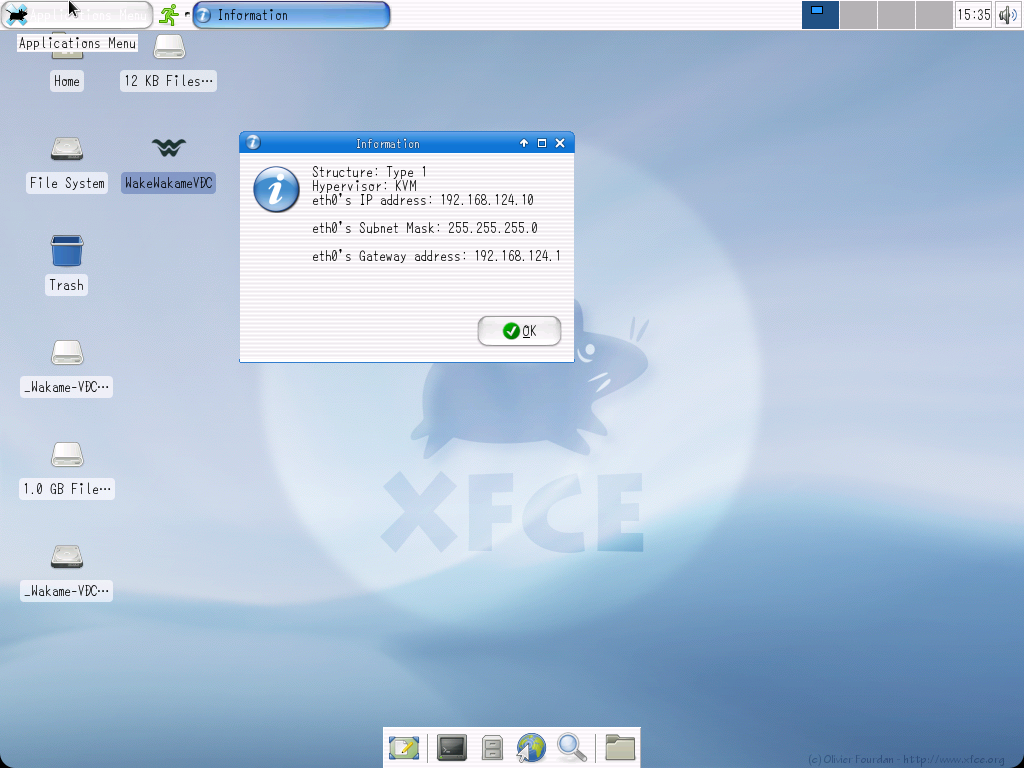 Applications Menu
Information
15:35
Applications Menu
Home
12 KB Files…
File System
WakeWakameVDC
Trash
_Wakame-VDC…
1.0 GB File…
_Wakame-VDC…
Information
Structure: Type 1
Hypervisor: KVM
eth0's IP address: 192.168.124.10
eth0's Subnet Mask: 255.255.255.0
eth0's Gateway address: 192.168.124.1
OK
XFCE
(c) Olivier Fourdan - http://www.xfce.org